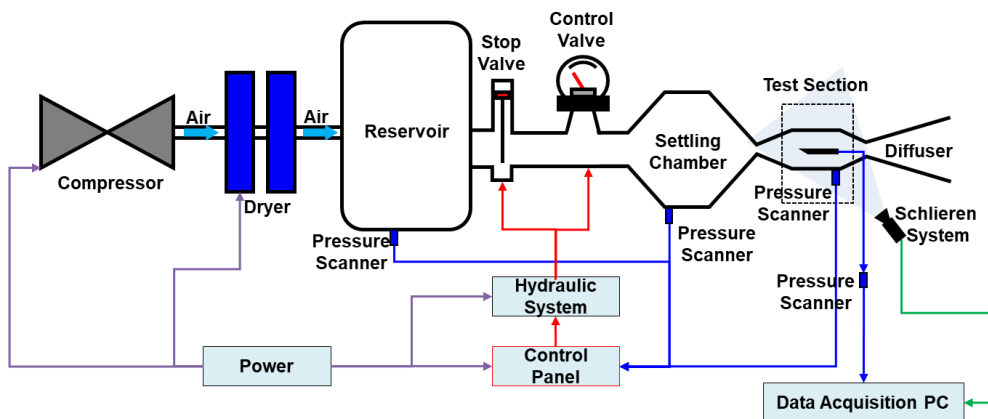 Control
Valve
Stop
Valve
Test Section
Air
Air
Reservoir
Settling
Chamber
Diffuser
Compressor
Dryer
Pressure
Scanner
Schlieren
System
Pressure
Scanner
Pressure
Scanner
Pressure
Scanner
Hydraulic
System
Power
Control
Panel
Data Acquisition PC